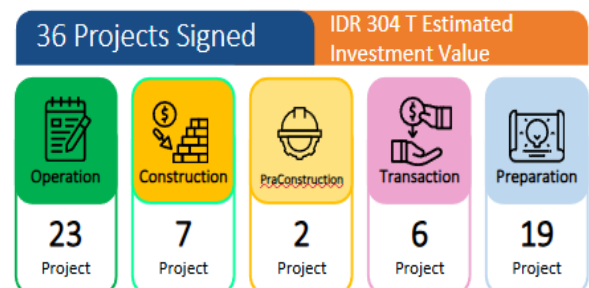 36 Projects Signed
IDR 304 T Estimated
Investment Value
Operation
Construction
PraConstruction
Transaction
Preparation
23
7
2
6
19
Project
Project
Project
Project
Project